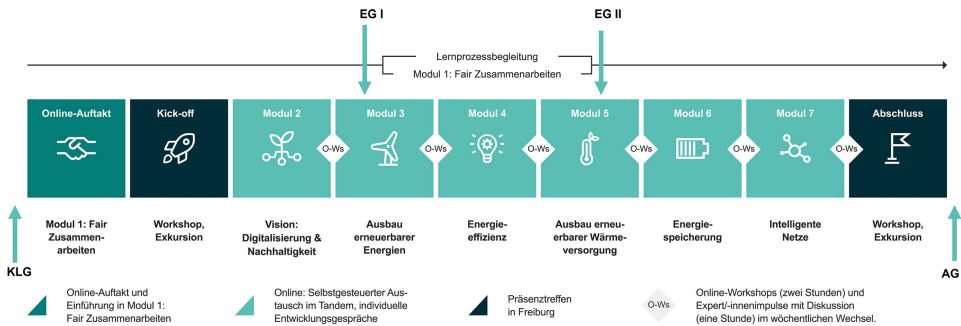 EG I
EG II
Lernprozessbegleitung
Modul 1: Fair Zusammenarbeiten
Online-Auftakt
Kick-off
Modul 2
Modul 3
Modul 4
Modul 5
Modul 6
Modul 7
Abschluss
O-Ws
O-Ws
O-Ws
O-Ws
O-Ws
O-Ws
Modul 1: Fair
Zusammen-
arbeiten
Workshop,
Exkursion
Vision:
Digitalisierung &
Nachhaltigkeit
Ausbau
erneuerbarer
Energien
Energie-
effizienz
Ausbau erneu-
erbarer Wärme-
versorgung
Energie-
speicherung
Intelligente
Netze
Workshop,
Exkursion
KLG
AG
Online-Auftakt und
Einführung in Modul 1:
Fair Zusammenarbeiten
Online: Selbstgesteuerter Aus-
tausch im Tandem, individuelle
Entwicklungsgespräche
Präsenztreffen
in Freiburg
O-Ws
Online-Workshops (zwei Stunden) und
Expert/-innenimpulse mit Diskussion
(eine Stunde) im wöchentlichen Wechsel.